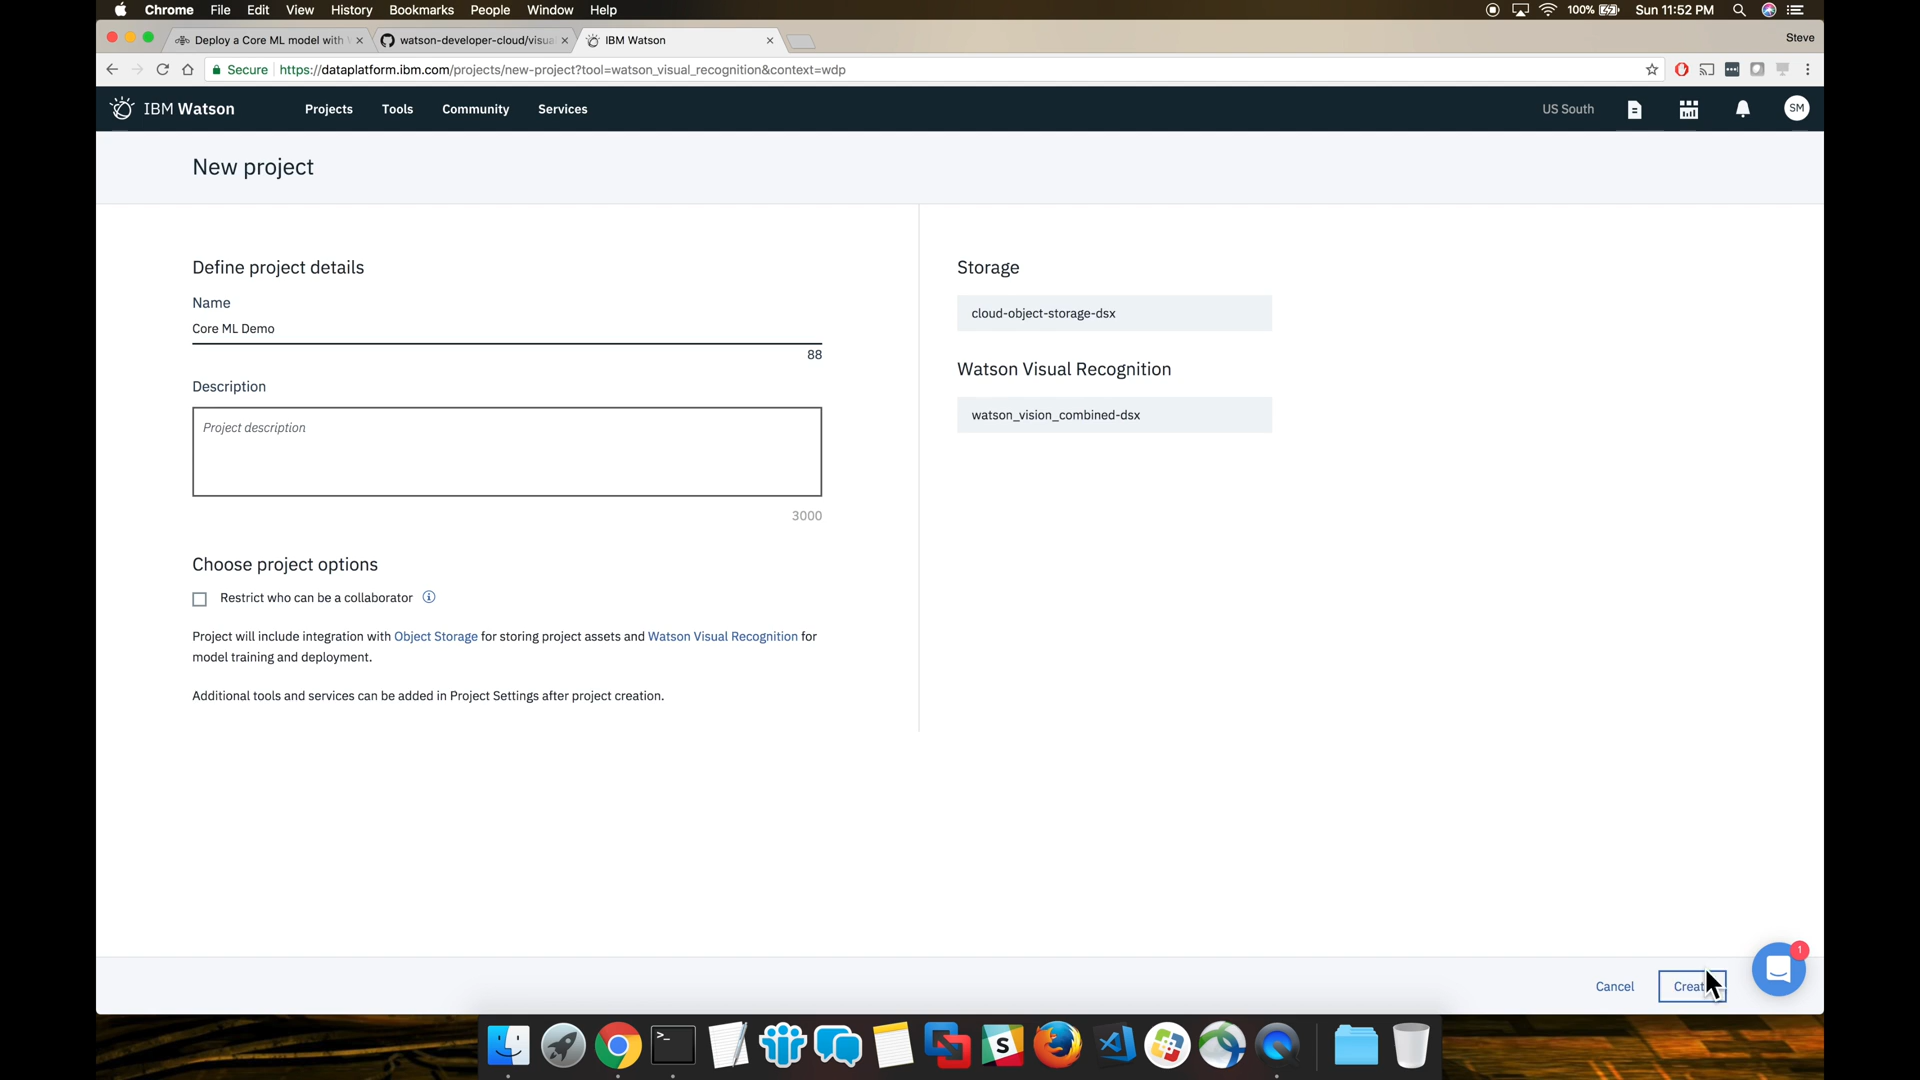 Chrome File Edit View History Bookmarks People Window Help
100% Sun 11:52 PM
Deploy a Core ML model with
watson-developer-cloud/visua
IBM Watson
Steve
Secure https://dataplatform.ibm.com/projects/new-project?tool=watson_visual_recognition&context=wdp
IBM Watson Projects Tools Community Services US South SM
New project
Define project details
Name
Core ML Demo
88
Description
Project description
3000
Choose project options
Restrict who can be a collaborator
Project will include integration with Object Storage for storing project assets and Watson Visual Recognition for
model training and deployment.
Additional tools and services can be added in Project Settings after project creation.
Storage
cloud-object-storage-dsx
Watson Visual Recognition
watson_vision_combined-dsx
1
Cancel
Creat
>_
S